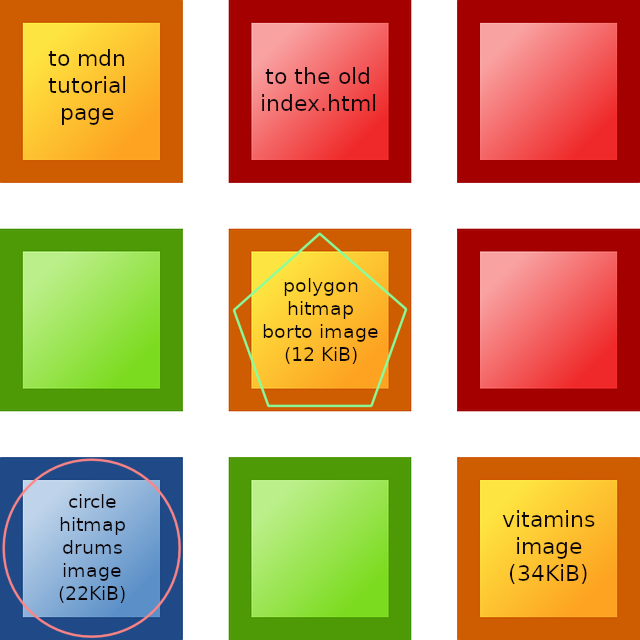 to mdn
tutorial
page
to the old
index.html
polygon
hitmap
borto image
(12 KiB)
circle
hitmap
drums
image
(22KiB)
vitamins
image
(34KiB)